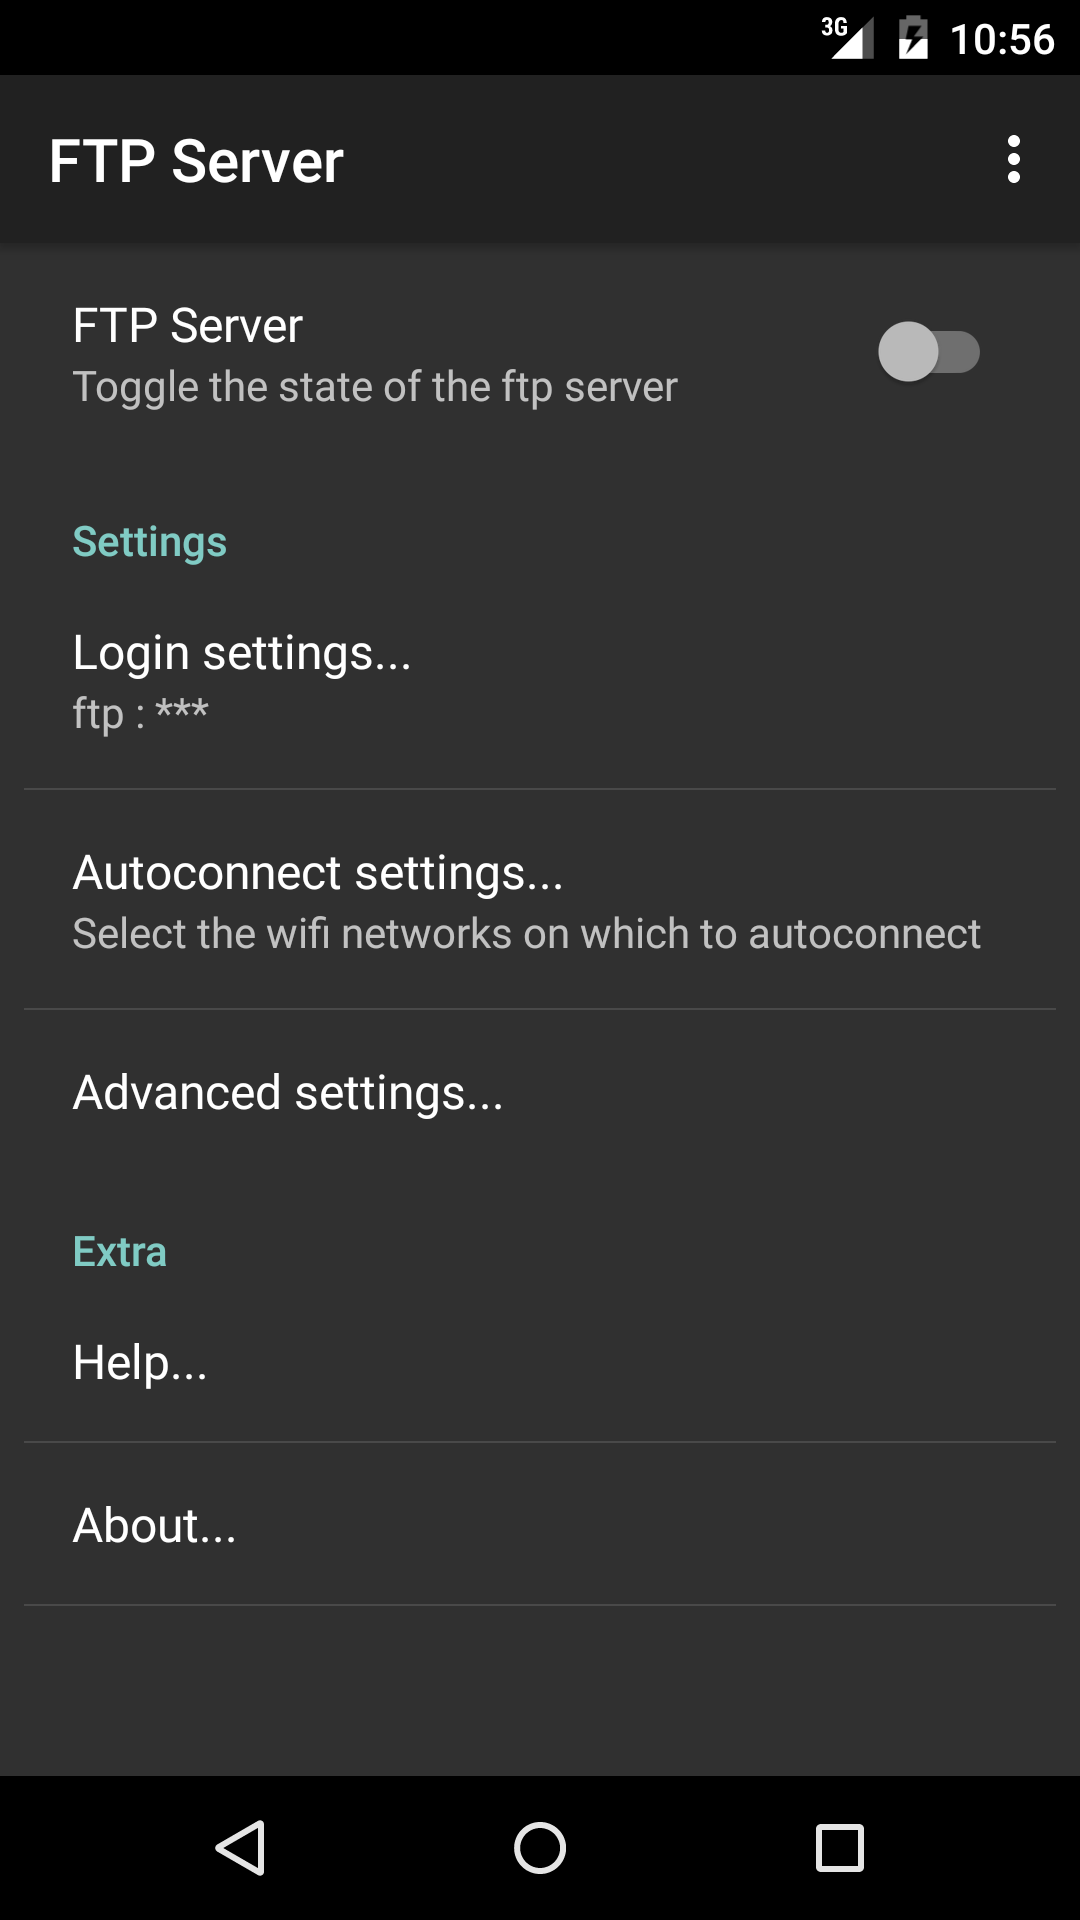 3G 10:56
FTP Server
FTP Server
Toggle the state of the ftp server
Settings
Login settings...
ftp : ***
Autoconnect settings...
Select the wifi networks on which to autoconnect
Advanced settings...
Extra
Help...
About...